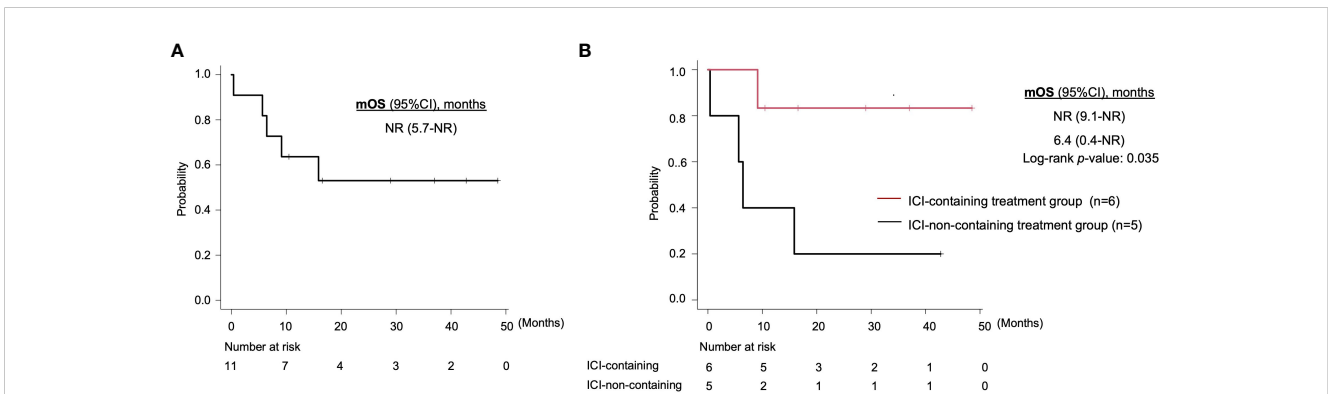 A
1.0
0.8
0.6
0.4
0.2
0.0
Probability
mOS (95%CI), months
NR (5.7-NR)
0 10 20 30 40 50 (Months)
Number at risk
11 7 4 3 2 0
B
1.0
0.8
0.6
0.4
0.2
0.0
Probability
mOS (95%CI), months
NR (9.1-NR)
6.4 (0.4-NR)
Log-rank p-value: 0.035
ICI-containing treatment group (n=6)
ICI-non-containing treatment group (n=5)
0 10 20 30 40 50 (Months)
Number at risk
ICI-containing 6 5 3 2 1 0
ICI-non-containing 5 2 1 1 1 0